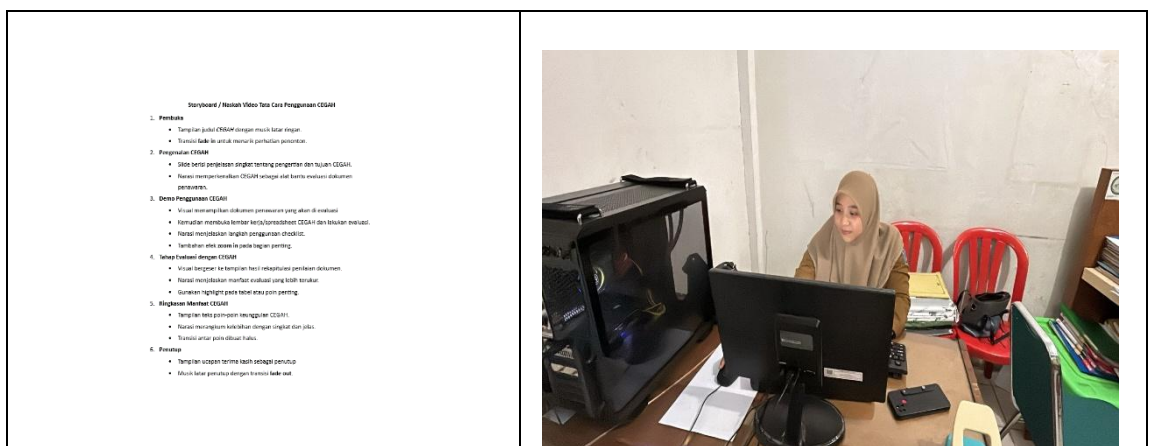 Storyboard / Naskah Video Tata Cara Penggunaan CEGAH
1. Pembuka
• Tampilan judul CEGAH dengan musik latar ringan.
• Transisi fade in untuk menarik perhatian penonton.
2. Pengenalan CEGAH
• Slide berisi penjelasan singkat tentang pengertian dan tujuan CEGAH.
• Narasi memperkenalkan CEGAH sebagai alat bantu evaluasi dokumen
penawaran.
3. Demo Penggunaan CEGAH
• Visual menampilkan dokumen penawaran yang akan di evaluasi
• Kemudian membuka lembar kerja/spreadsheet CEGAH dan lakukan evaluasi.
• Narasi menjelaskan langkah penggunaan checklist.
• Tambahan efek zoom in pada bagian penting.
4. Tahap Evaluasi dengan CEGAH
• Visual bergeser ke tampilan hasil rekapitulasi penilaian dokumen.
• Narasi menjelaskan manfaat evaluasi yang lebih terukur.
• Gunakan highlight pada tabel atau poin penting.
5. Ringkasan Manfaat CEGAH
• Tampilan teks poin-poin keunggulan CEGAH.
• Narasi merangkum kelebihan dengan singkat dan jelas.
• Transisi antar poin dibuat halus.
6. Penutup
• Tampilan ucapan terima kasih sebagai penutup
• Musik latar penutup dengan transisi fade out.